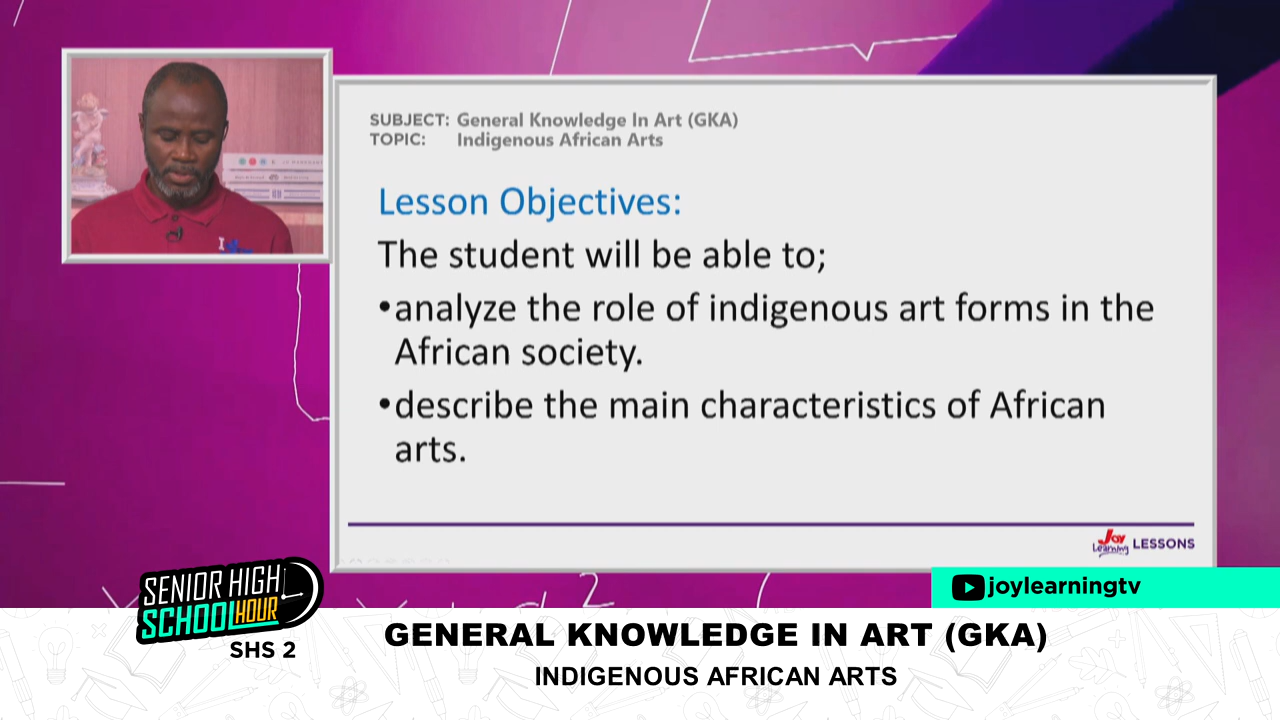 SUBJECT: General Knowledge In Art (GKA)
TOPIC: Indigenous African Arts
Lesson Objectives:
The student will be able to;
•analyze the role of indigenous art forms in the
African society.
•describe the main characteristics of African
arts.
Joy Learning LESSONS
joylearningtv
SENIOR HIGH
SCHOOL HOUR
SHS 2
GENERAL KNOWLEDGE IN ART (GKA)
INDIGENOUS AFRICAN ARTS